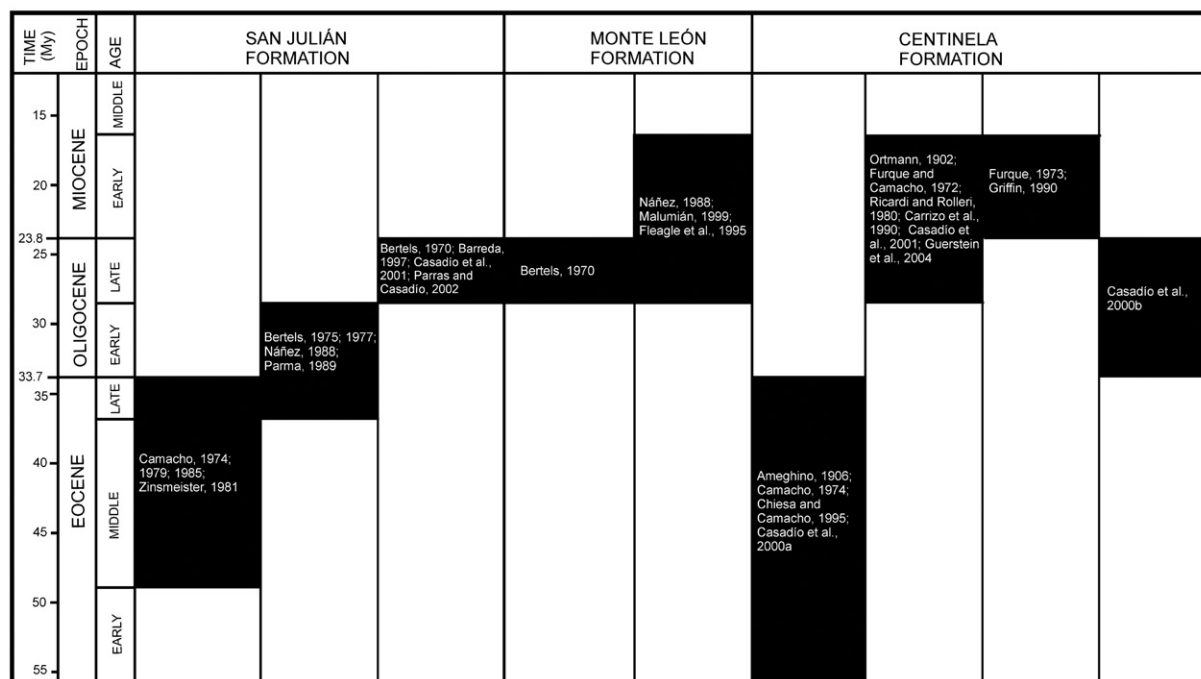 TIME
(My)
EPOCH
AGE
SAN JULIÁN
FORMATION
MONTE LEÓN
FORMATION
CENTINELA
FORMATION
15
20
23.8
25
30
33.7
35
40
45
50
55
MIOCENE
OLIGOCENE
EOCENE
MIDDLE
EARLY
LATE
EARLY
LATE
MIDDLE
EARLY
Camacho, 1974;
1979; 1985;
Zinsmeister, 1981
Bertels, 1975; 1977;
Náñez, 1988;
Parma, 1989
Bertels, 1970; Barreda,
1997; Casadío et al.,
2001; Parras and
Casadío, 2002
Bertels, 1970
Náñez, 1988;
Malumián, 1999;
Fleagle et al., 1995
Ameghino, 1906;
Camacho, 1974;
Chiesa and
Camacho, 1995;
Casadío et al.,
2000a
Ortmann, 1902;
Furque and
Camacho, 1972;
Ricardi and Rolleri,
1980; Carrizo et al.,
1990; Casadío et
al., 2001; Guerstein
et al., 2004
Furque, 1973;
Griffin, 1990
Casadío et al.,
2000b